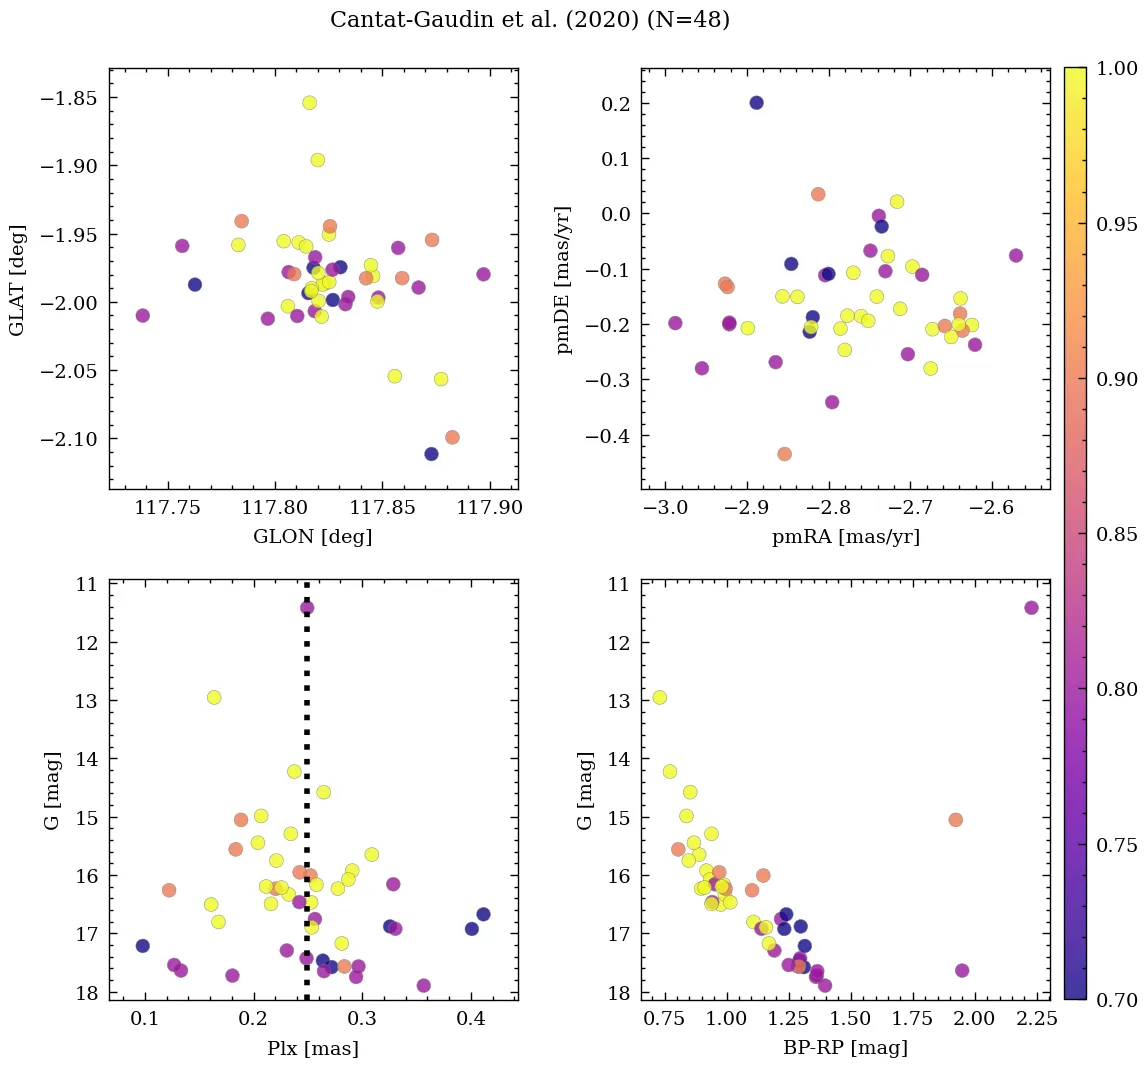 Cantat-Gaudin et al. (2020) (N=48)
−1.85
−1.90
−1.95
−2.00
−2.05
−2.10
GLAT [deg]
117.75 117.80 117.85 117.90
GLON [deg]
0.2
0.1
0.0
−0.1
−0.2
−0.3
−0.4
pmDE [mas/yr]
−3.0 −2.9 −2.8 −2.7 −2.6
pmRA [mas/yr]
11
12
13
14
15
16
17
18
G [mag]
0.1 0.2 0.3 0.4
Plx [mas]
11
12
13
14
15
16
17
18
G [mag]
0.75 1.00 1.25 1.50 1.75 2.00 2.25
BP-RP [mag]
1.00
0.95
0.90
0.85
0.80
0.75
0.70